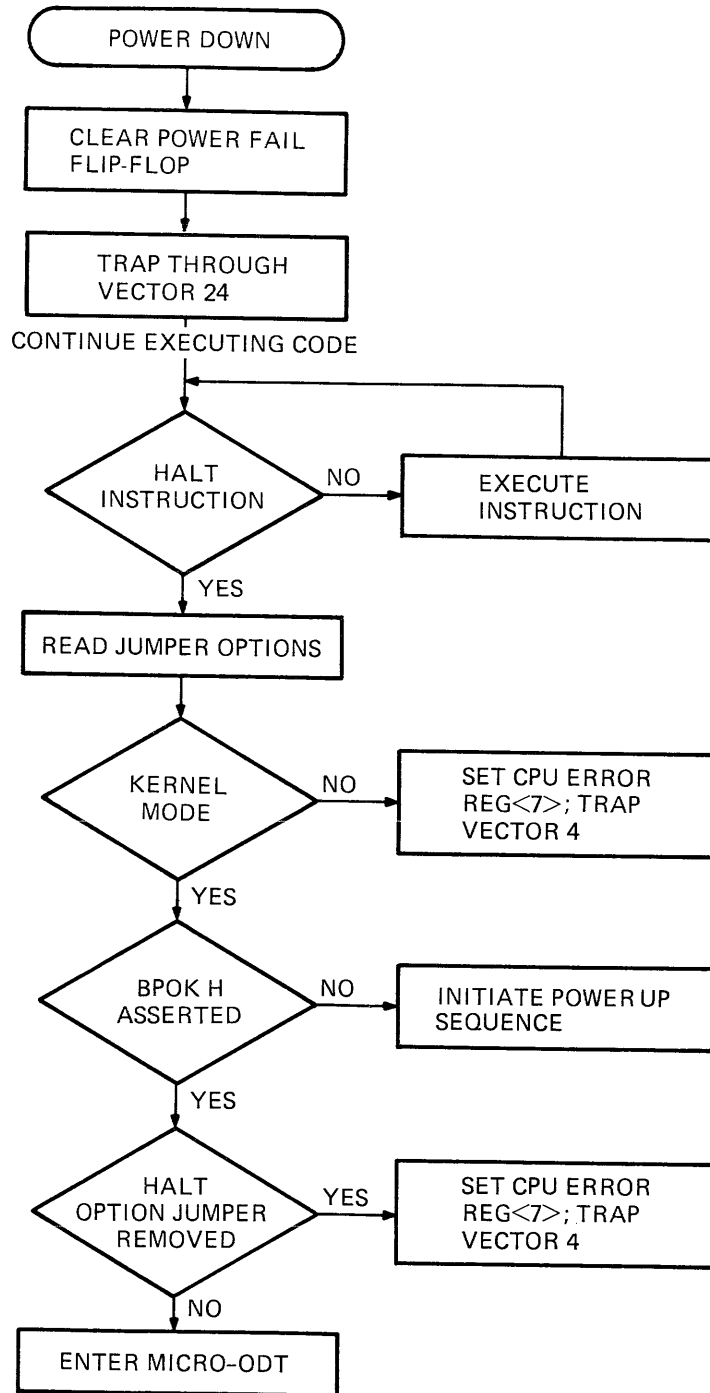 POWER DOWN
CLEAR POWER FAIL
FLIP-FLOP
TRAP THROUGH
VECTOR 24
CONTINUE EXECUTING CODE
HALT
INSTRUCTION
NO
EXECUTE
INSTRUCTION
YES
READ JUMPER OPTIONS
KERNEL
MODE
NO
SET CPU ERROR
REG<7>; TRAP
VECTOR 4
YES
BPOK H
ASSERTED
NO
INITIATE POWER UP
SEQUENCE
YES
HALT
OPTION JUMPER
REMOVED
YES
SET CPU ERROR
REG<7>; TRAP
VECTOR 4
NO
ENTER MICRO-ODT